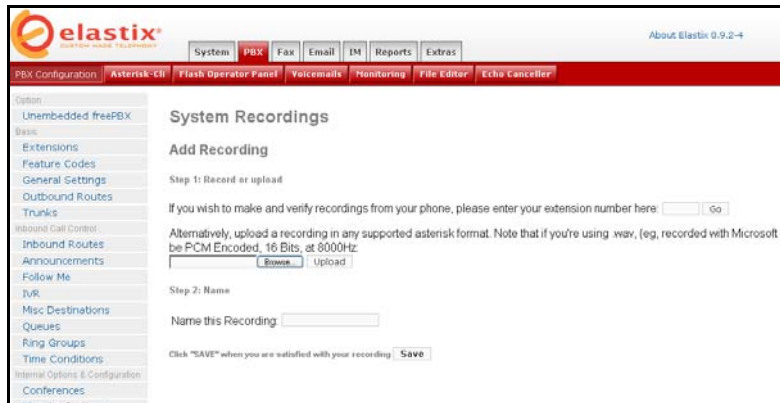 elastix
CUSTOM MADE TELEPHONY
About Elastix 0.9.2-4
System PBX Fax Email IM Reports Extras
PBX Configuration Asterisk-Cli Flash Operator Panel Voicemails Monitoring File Editor Echo Canceller
Option
Unembedded freePBX
Basic
Extensions
Feature Codes
General Settings
Outbound Routes
Trunks
Inbound Call Control
Inbound Routes
Announcements
Follow Me
IVR
Misc Destinations
Queues
Ring Groups
Time Conditions
Internal Options & Configuration
Conferences
System Recordings
Add Recording
Step 1: Record or upload
If you wish to make and verify recordings from your phone, please enter your extension number here: Go
Alternatively, upload a recording in any supported asterisk format. Note that if you're using .wav, (eg, recorded with Microsoft
be PCM Encoded, 16 Bits, at 8000Hz:
Browse... Upload
Step 2: Name
Name this Recording:
Click "SAVE" when you are satisfied with your recording Save